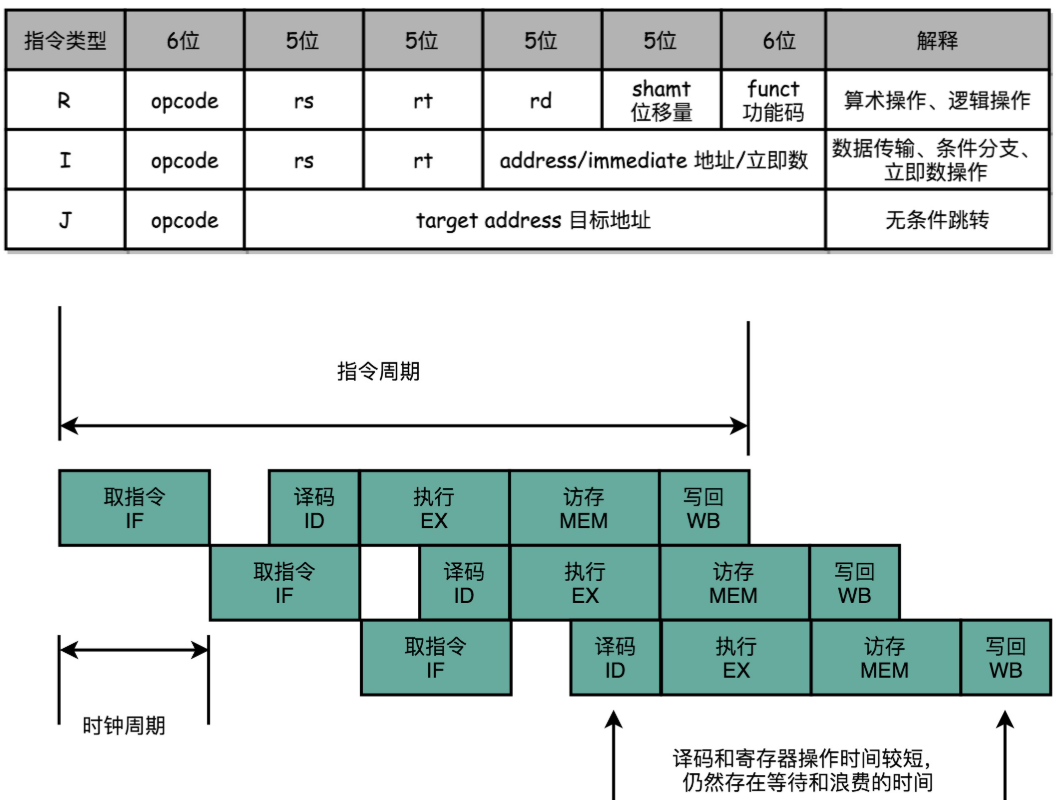 指令类型 6位 5位 5位 5位 5位 6位 解释
R opcode rs rt rd shamt 位移量 funct 功能码 算术操作、逻辑操作
I opcode rs rt address/immediate 地址/立即数 数据传输、条件分支、立即数操作
J opcode target address 目标地址 无条件跳转
指令周期
取指令 译码 执行 访存 写回
IF ID EX MEM WB
取指令 译码 执行 访存 写回
IF ID EX MEM WB
取指令 译码 执行 访存 写回
IF ID EX MEM WB
时钟周期
译码和寄存器操作时间较短，
仍然存在等待和浪费的时间